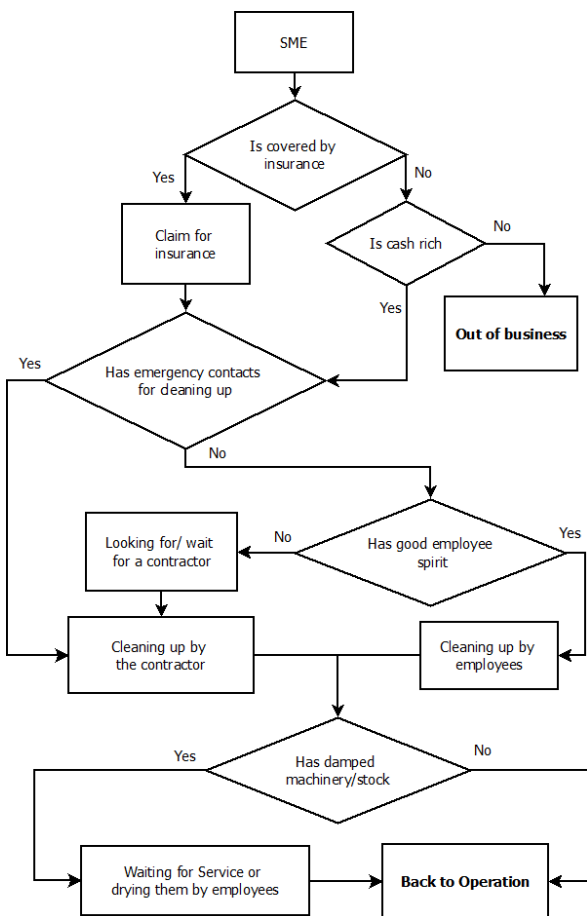 SME
Is covered by
insurance
Yes
No
Claim for
insurance
Is cash rich
No
Yes
Out of business
Yes
Has emergency contacts
for cleaning up
No
Looking for/ wait
for a contractor
No
Has good employee
spirit
Yes
Cleaning up by
the contractor
Cleaning up by
employees
Yes
Has damped
machinery/stock
No
Waiting for Service or
drying them by employees
Back to Operation